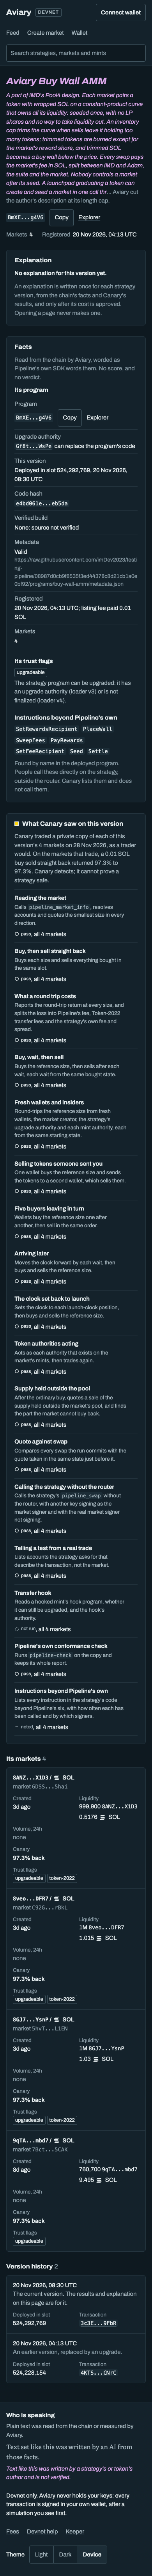 Aviary DEVNET Connect wallet
Feed Create market Wallet
Search strategies, markets and mints
Aviary Buy Wall AMM
A port of IMD's Pool4 design. Each market pairs a
token with wrapped SOL on a constant-product curve
that owns all its liquidity: seeded once, with no LP
shares and no way to take liquidity out. An inventory
cap trims the curve when sells leave it holding too
many tokens; trimmed tokens are burned except for
the market's reward share, and trimmed SOL
becomes a buy wall below the price. Every swap pays
the market's fee in SOL, split between IMD and Adam,
the suite and the market. Nobody controls a market
after its seed. A launchpad graduating a token can
create and seed a market in one call thr… Aviary cut
the author's page never makes one.
BmXE...g4V6 Copy Explorer
Markets 4 Registered 20 Nov 2026, 04:13 UTC
Explanation
No explanation for this version yet.
An explanation is written once for each strategy
version, from the chain's facts and Canary's
results, and only after its cost is approved.
Opening a page never makes one.
Facts
Read from the chain by Aviary, worded as
Pipeline's own SDK words them. No score, and
no verdict.
Its program
Program
BmXE...g4V6 Copy Explorer
Upgrade authority
Gf8t...WsPe can replace the program's code
This version
Deployed in slot 524,292,769, 20 Nov 2026,
08:30 UTC
Code hash
e4bd061e...eb5da
Verified build
None: source not verified
Metadata
Valid
Registered
20 Nov 2026, 04:13 UTC; listing fee paid 0.01
SOL
Markets
4
Its trust flags
upgradeable
The strategy program can be upgraded: it has
an upgrade authority (loader v3) or is not
finalized (loader v4).
Instructions beyond Pipeline's own
SetRewardsRecipient PlaceWall
SweepFees PayRewards
SetFeeRecipient Seed Settle
Found by name in the deployed program.
People call these directly on the strategy,
outside the router. Canary lists them and does
not call them.
What Canary saw on this version
Canary traded a private copy of each of this
version's 4 markets on 28 Nov 2026, as a trader
would. On the markets that trade, a 0.01 SOL
buy sold straight back returned 97.3% to
97.3%. Canary detects; it cannot prove a
strategy safe.
Reading the market
Calls pipeline_market_info, resolves
accounts and quotes the smallest size in every
direction.
pass, all 4 markets
Buy, then sell straight back
Buys each size and sells everything bought in
the same slot.
pass, all 4 markets
What a round trip costs
Reports the round-trip return at every size, and
splits the loss into Pipeline's fee, Token-2022
transfer fees and the strategy's own fee and
spread.
pass, all 4 markets
Buy, wait, then sell
Buys the reference size, then sells after each
wait, each wait from the same bought state.
pass, all 4 markets
Fresh wallets and insiders
Round-trips the reference size from fresh
wallets, the market creator, the strategy's
upgrade authority and each mint authority, each
from the same starting state.
pass, all 4 markets
Selling tokens someone sent you
One wallet buys the reference size and sends
the tokens to a second wallet, which sells them.
pass, all 4 markets
Five buyers leaving in turn
Wallets buy the reference size one after
another, then sell in the same order.
pass, all 4 markets
Arriving later
Moves the clock forward by each wait, then
buys and sells the reference size.
pass, all 4 markets
The clock set back to launch
Sets the clock to each launch-clock position,
then buys and sells the reference size.
pass, all 4 markets
Token authorities acting
Acts as each authority that exists on the
market's mints, then trades again.
pass, all 4 markets
Supply held outside the pool
After the ordinary buy, quotes a sale of the
supply held outside the market's pool, and finds
the price that cannot buy back.
pass, all 4 markets
Quote against swap
Compares every swap the run commits with the
quote taken in the same state just before it.
pass, all 4 markets
Calling the strategy without the router
Calls the strategy's pipeline_swap without
the router, with another key signing as the
market signer and with the real market signer
not signing.
pass, all 4 markets
Telling a test from a real trade
Lists accounts the strategy asks for that
describe the transaction, not the market.
pass, all 4 markets
Transfer hook
Reads a hooked mint's hook program, whether
it can still be upgraded, and the hook's
authority.
not run, all 4 markets
Pipeline's own conformance check
Runs pipeline-check on the copy and
keeps its whole report.
pass, all 4 markets
Instructions beyond Pipeline's own
Lists every instruction in the strategy's code
beyond Pipeline's six, with how often each has
been called and by which signers.
noted, all 4 markets
Its markets 4
8ANZ...X1D3 / SOL
market 6DSS...5hai
Created Liquidity
3d ago 999,900 8ANZ...X1D3
0.5176 SOL
Volume, 24h
none
Canary
97.3% back
Trust flags
upgradeable token-2022
8veo...DFR7 / SOL
market C92G...rBkL
Created Liquidity
3d ago 1M 8veo...DFR7
1.015 SOL
Volume, 24h
none
Canary
97.3% back
Trust flags
upgradeable token-2022
8GJ7...YsnP / SOL
market 5hvT...L1EN
Created Liquidity
3d ago 1M 8GJ7...YsnP
1.03 SOL
Volume, 24h
none
Canary
97.3% back
Trust flags
upgradeable token-2022
9qTA...mbd7 / SOL
market 78ct...5CAK
Created Liquidity
8d ago 760,700 9qTA...mbd7
9.495 SOL
Volume, 24h
none
Canary
97.3% back
Trust flags
upgradeable
Version history 2
20 Nov 2026, 08:30 UTC
The current version. The results and explanation
on this page are for it.
Deployed in slot Transaction
524,292,769 3c3E...9fbR
20 Nov 2026, 04:13 UTC
An earlier version, replaced by an upgrade.
Deployed in slot Transaction
524,228,154 4KTS...CNrC
Who is speaking
Plain text was read from the chain or measured by
Aviary.
Text set like this was written by an AI from
those facts.
Text like this was written by a strategy's or token's
author and is not verified.
Devnet only. Aviary never holds your keys: every
transaction is signed in your own wallet, after a
simulation you see first.
Fees Devnet help Keeper
Theme Light Dark Device